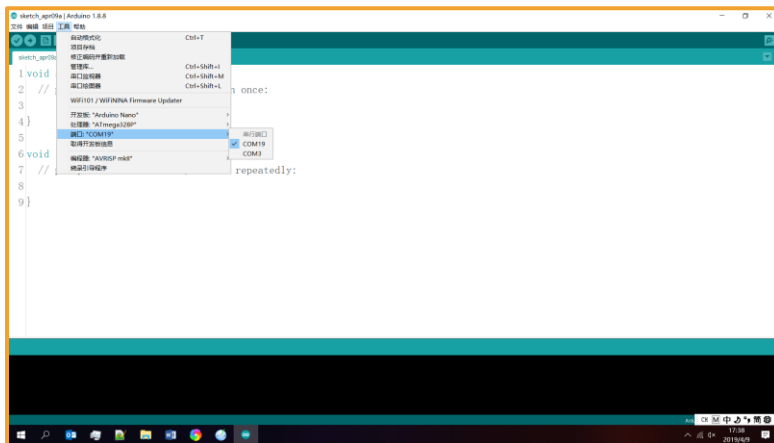 sketch_apr09a | Arduino 1.8.8
文件 编辑 项目 工具 帮助
自动格式化 Ctrl+T
项目存档
修正编码并重新加载
管理库... Ctrl+Shift+I
串口监视器 Ctrl+Shift+M
串口绘图器 Ctrl+Shift+L
WiFi101 / WiFiNINA Firmware Updater
开发板: "Arduino Nano"
处理器: "ATmega328P"
端口: "COM19"
取得开发板信息
编程器: "AVRISP mkII"
烧录引导程序
串行端口
COM19
COM3
1 void
2 // n once:
3
4 }
5
6 void
7 // repeatedly:
8
9 }
CK M 中 简
17:38
2019/4/9